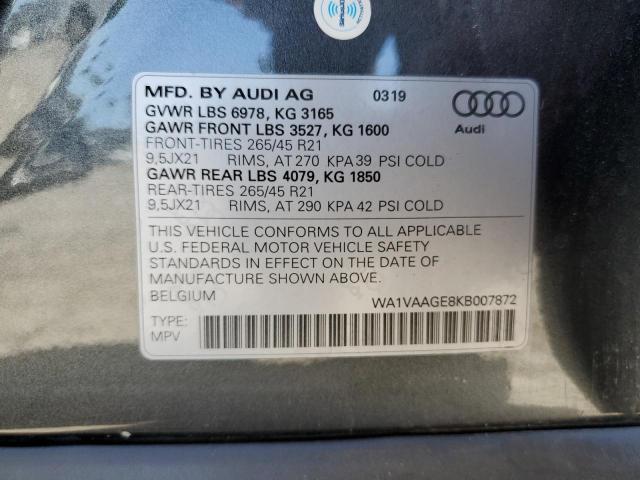 MFD. BY AUDI AG 0319
GVWR LBS 6978, KG 3165
GAWR FRONT LBS 3527, KG 1600
FRONT-TIRES 265/45 R21
9,5JX21 RIMS, AT 270 KPA 39 PSI COLD
GAWR REAR LBS 4079, KG 1850
REAR-TIRES 265/45 R21
9,5JX21 RIMS, AT 290 KPA 42 PSI COLD
Audi
THIS VEHICLE CONFORMS TO ALL APPLICABLE
U.S. FEDERAL MOTOR VEHICLE SAFETY
STANDARDS IN EFFECT ON THE DATE OF
MANUFACTURE SHOWN ABOVE.
BELGIUM WA1VAAGE8KB007872
TYPE:
MPV